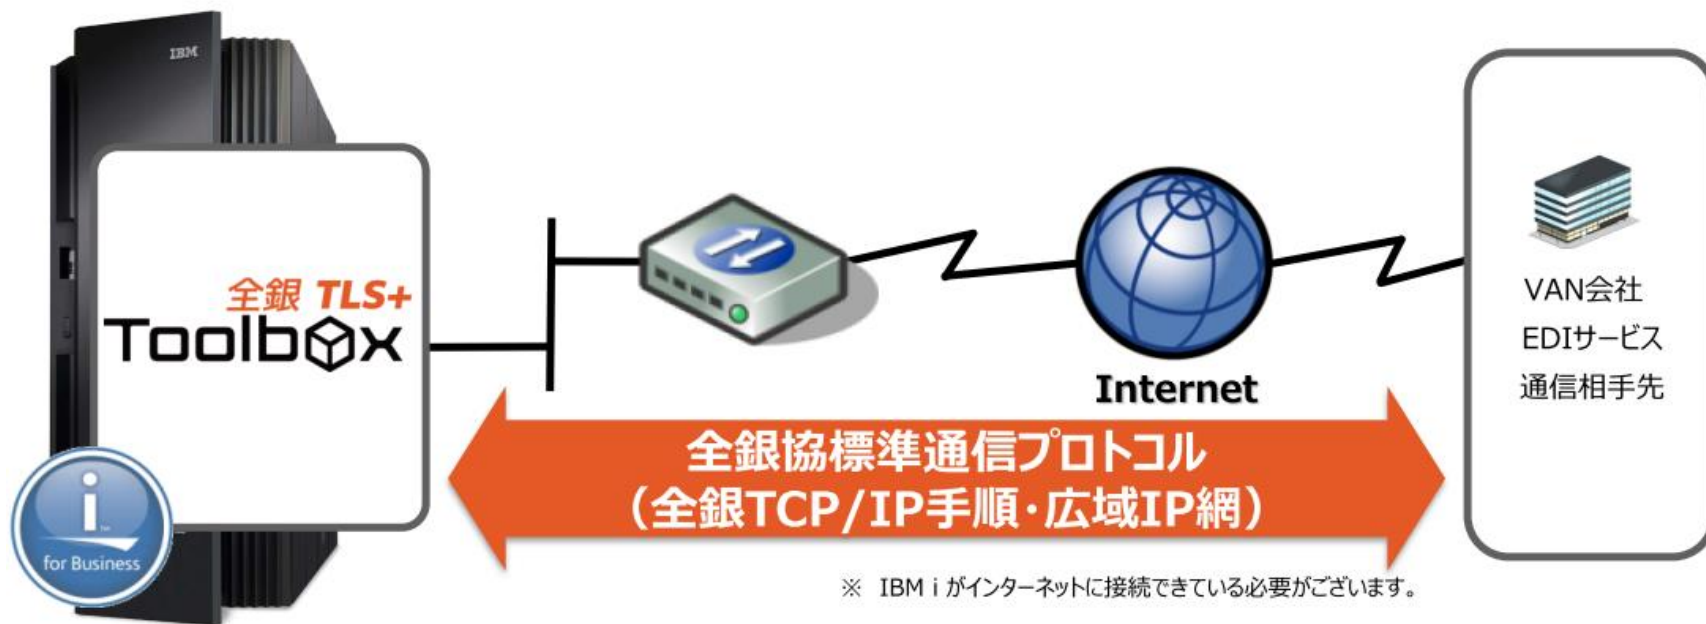 IBM
全銀 TLS+
Toolbox
i
for Business
Internet
VAN会社
EDIサービス
通信相手先
全銀協標準通信プロトコル
（全銀TCP/IP手順・広域IP網）
※ IBM i がインターネットに接続できている必要がございます。